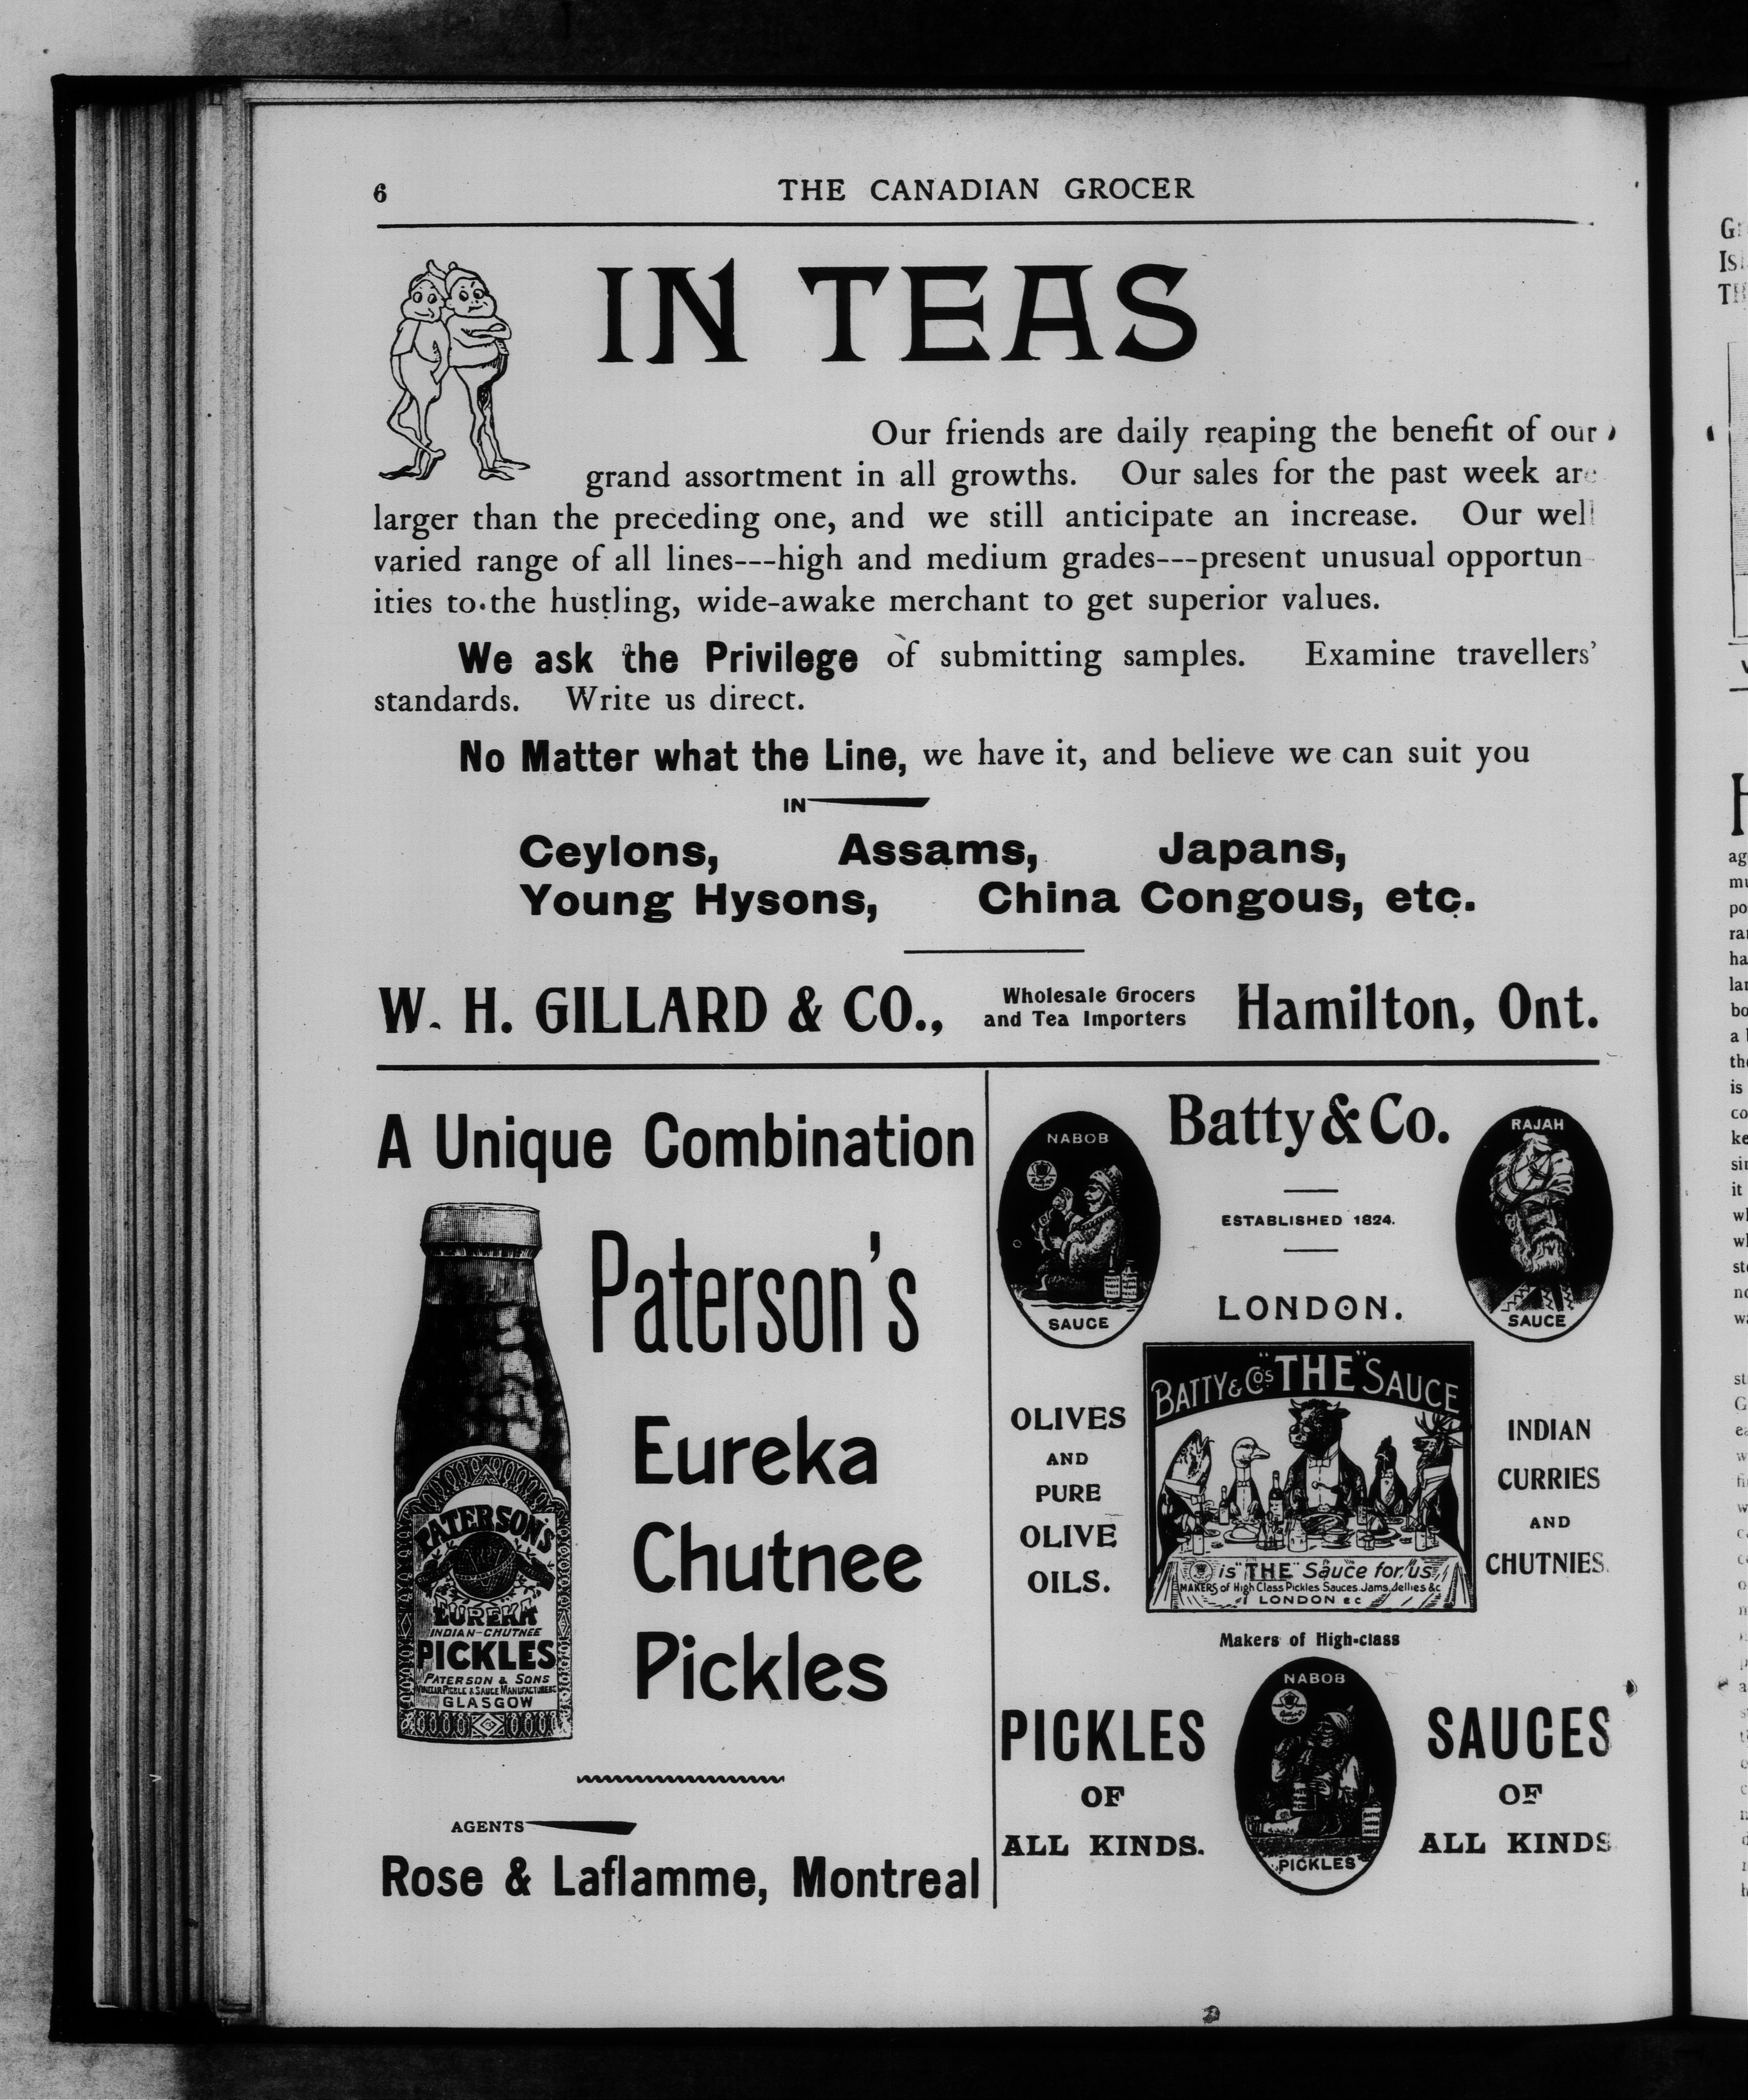 6
THE CANADIAN GROCER
IN TEAS
Our friends are daily reaping the benefit of our
grand assortment in all growths. Our sales for the past week are
larger than the preceding one, and we still anticipate an increase. Our well
varied range of all lines---high and medium grades---present unusual opportun-
ities to the hustling, wide-awake merchant to get superior values.
We ask the Privilege of submitting samples. Examine travellers'
standards. Write us direct.
No Matter what the Line, we have it, and believe we can suit you
IN
Ceylons, Assams, Japans,
Young Hysons, China Congous, etc.
W. H. GILLARD & CO.,
Wholesale Grocers
and Tea Importers
Hamilton, Ont.
A Unique Combination
Paterson's
Eureka
Chutnee
Pickles
PATERSON'S
EUREKA
INDIAN-CHUTNEE
PICKLES
PATERSON & SONS
VINEGAR, PICKLE & SAUCE MANUFACTURERS
GLASGOW
AGENTS
Rose & Laflamme, Montreal
NABOB
SAUCE
Batty & Co.
ESTABLISHED 1824.
LONDON.
RAJAH
SAUCE
OLIVES
AND
PURE
OLIVE
OILS.
BATTY & Cos "THE" SAUCE
is "THE" Sauce for us
MAKERS of High Class Pickles Sauces. Jams. Jellies &c
LONDON &c
INDIAN
CURRIES
AND
CHUTNIES.
Makers of High-class
PICKLES
OF
ALL KINDS.
NABOB
PICKLES
SAUCES
OF
ALL KINDS